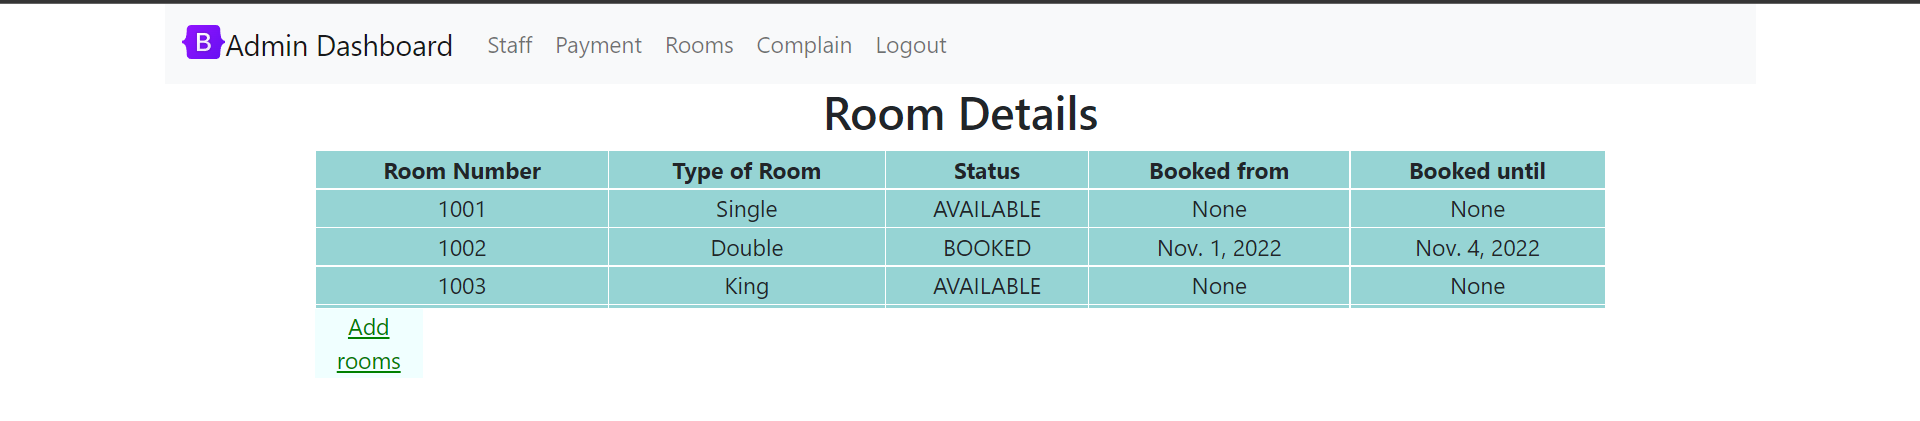 B Admin Dashboard Staff Payment Rooms Complain Logout
Room Details
Room Number Type of Room Status Booked from Booked until
1001 Single AVAILABLE None None
1002 Double BOOKED Nov. 1, 2022 Nov. 4, 2022
1003 King AVAILABLE None None
Add
rooms